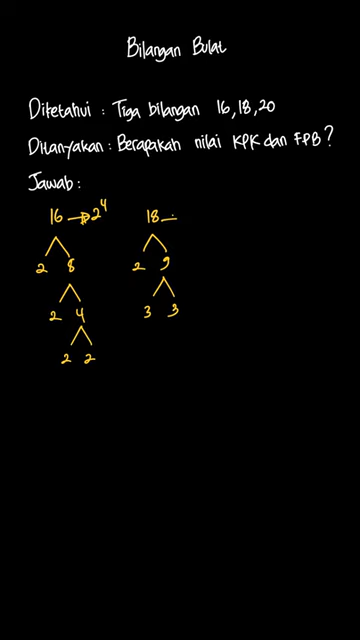 Bilangan Bulat
Diketahui : Tiga bilangan 16, 18, 20
Ditanyakan : Berapakah nilai KPK dan FPB ?
Jawab :
16 → 2⁴ 18 –
2 8 2 9
2 4 3 3
2 2